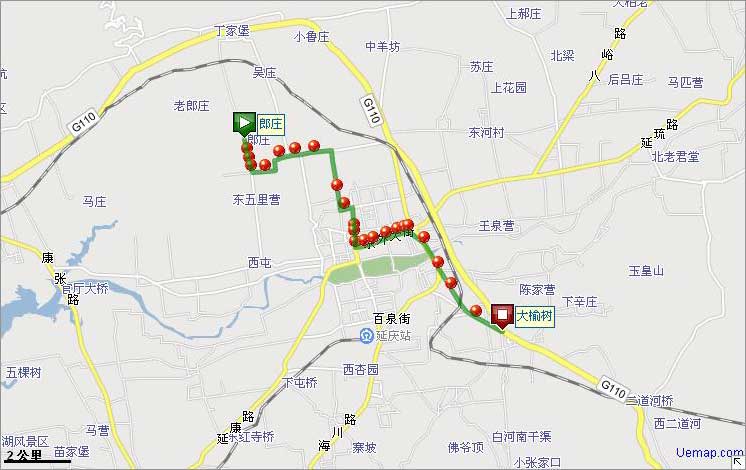 上郝庄
丁家堡
小鲁庄
中羊坊
北梁
八峪路
吴庄
苏庄
后吕庄
马匹营
上花园
老郎庄
G110
G110
郎庄
郎庄
东河村
延琉路
北老君堂
马庄
东五里营
王泉营
东外大街
康张路
西屯
玉皇山
官厅大桥
陈家营
下辛庄
大榆树
百泉街
延庆站
五棵树
西杏园
下屯桥
G110
二道河桥
延康路
海川路
西二道河
马营
东红寺桥
白河南干渠
湖风景区
苗家堡
寨坡
佛爷顶
小张家口
2公里
Uemap.com